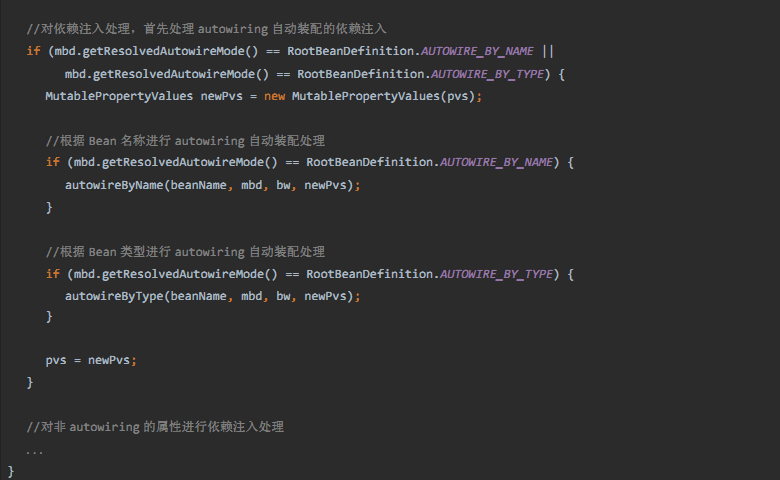 //对依赖注入处理，首先处理 autowiring 自动装配的依赖注入
if (mbd.getResolvedAutowireMode() == RootBeanDefinition.AUTOWIRE_BY_NAME ||
mbd.getResolvedAutowireMode() == RootBeanDefinition.AUTOWIRE_BY_TYPE) {
MutablePropertyValues newPvs = new MutablePropertyValues(pvs);
//根据 Bean 名称进行 autowiring 自动装配处理
if (mbd.getResolvedAutowireMode() == RootBeanDefinition.AUTOWIRE_BY_NAME) {
autowireByName(beanName, mbd, bw, newPvs);
}
//根据 Bean 类型进行 autowiring 自动装配处理
if (mbd.getResolvedAutowireMode() == RootBeanDefinition.AUTOWIRE_BY_TYPE) {
autowireByType(beanName, mbd, bw, newPvs);
}
pvs = newPvs;
}
//对非 autowiring 的属性进行依赖注入处理
...
}